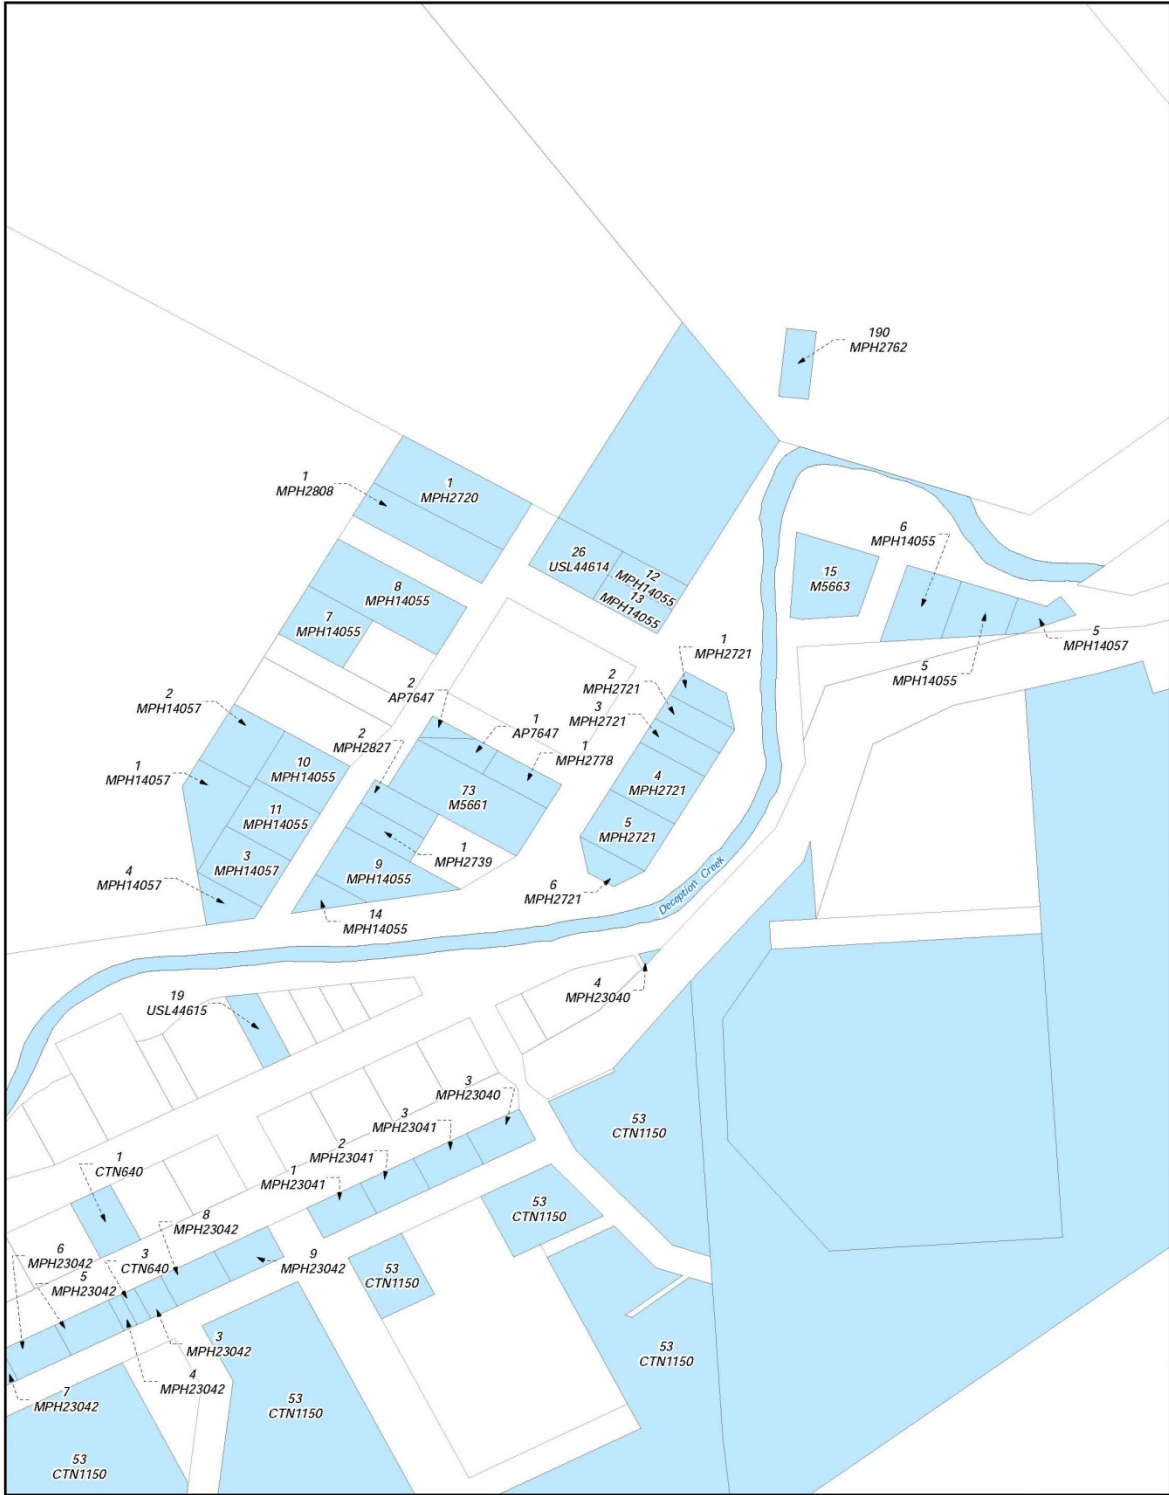 190
MPH2762
1
MPH2808
1
MPH2720
6
MPH14055
26
USL44614
12
MPH14055
13
MPH14055
15
M5663
8
MPH14055
7
MPH14055
5
MPH14057
5
MPH14055
1
MPH2721
2
MPH2721
3
MPH2721
2
AP7647
2
MPH14057
1
AP7647
2
MPH2827
1
MPH2778
1
MPH14057
10
MPH14055
4
MPH2721
73
M5661
11
MPH14055
5
MPH2721
3
MPH14057
1
MPH2739
9
MPH14055
4
MPH14057
6
MPH2721
14
MPH14055
Deception Creek
4
MPH23040
19
USL44615
3
MPH23040
3
MPH23041
2
MPH23041
1
MPH23041
53
CTN1150
1
CTN640
53
CTN1150
8
MPH23042
6
MPH23042
3
CTN640
5
MPH23042
9
MPH23042
53
CTN1150
3
MPH23042
53
CTN1150
4
MPH23042
7
MPH23042
53
CTN1150
53
CTN1150